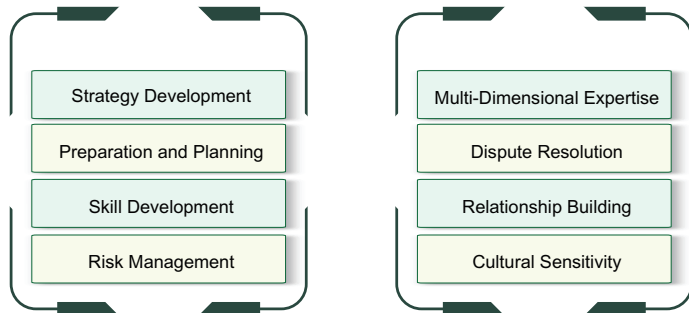 Strategy Development
Preparation and Planning
Skill Development
Risk Management
Multi-Dimensional Expertise
Dispute Resolution
Relationship Building
Cultural Sensitivity